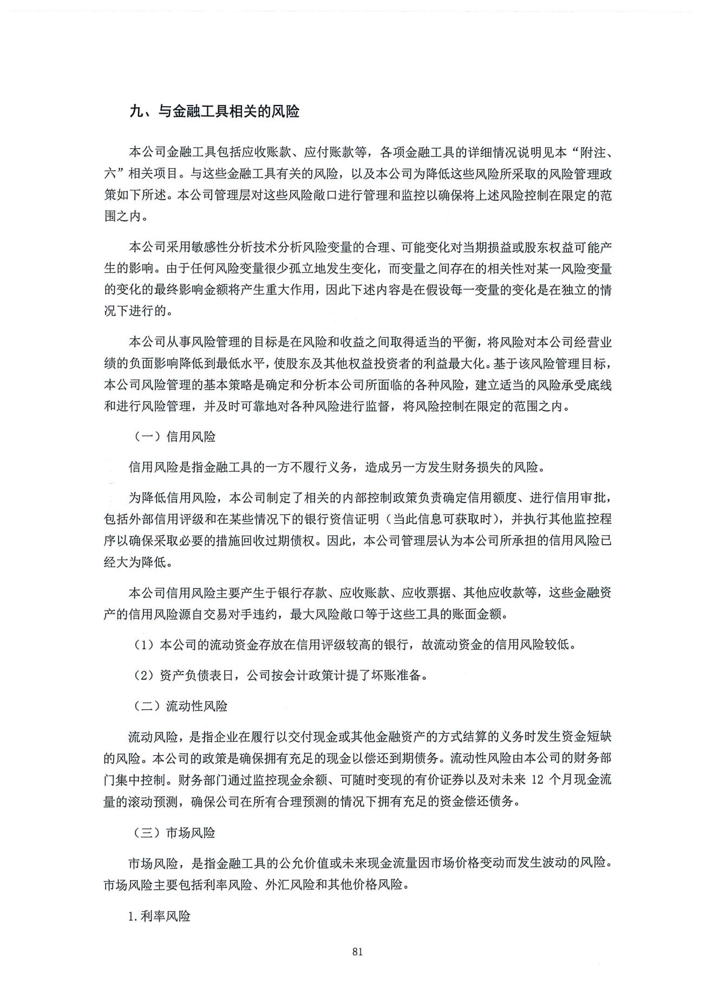 九、与金融工具相关的风险
本公司金融工具包括应收账款、应付账款等，各项金融工具的详细情况说明见本“附注、
六”相关项目。与这些金融工具有关的风险，以及本公司为降低这些风险所采取的风险管理政
策如下所述。本公司管理层对这些风险敞口进行管理和监控以确保将上述风险控制在限定的范
围之内。
本公司采用敏感性分析技术分析风险变量的合理、可能变化对当期损益或股东权益可能产
生的影响。由于任何风险变量很少孤立地发生变化，而变量之间存在的相关性对某一风险变量
的变化的最终影响金额将产生重大作用，因此下述内容是在假设每一变量的变化是在独立的情
况下进行的。
本公司从事风险管理的目标是在风险和收益之间取得适当的平衡，将风险对本公司经营业
绩的负面影响降低到最低水平，使股东及其他权益投资者的利益最大化。基于该风险管理目标，
本公司风险管理的基本策略是确定和分析本公司所面临的各种风险，建立适当的风险承受底线
和进行风险管理，并及时可靠地对各种风险进行监督，将风险控制在限定的范围之内。
（一）信用风险
信用风险是指金融工具的一方不履行义务，造成另一方发生财务损失的风险。
为降低信用风险，本公司制定了相关的内部控制政策负责确定信用额度、进行信用审批，
包括外部信用评级和在某些情况下的银行资信证明（当此信息可获取时），并执行其他监控程
序以确保采取必要的措施回收过期债权。因此，本公司管理层认为本公司所承担的信用风险已
经大为降低。
本公司信用风险主要产生于银行存款、应收账款、应收票据、其他应收款等，这些金融资
产的信用风险源自交易对手违约，最大风险敞口等于这些工具的账面金额。
（1）本公司的流动资金存放在信用评级较高的银行，故流动资金的信用风险较低。
（2）资产负债表日，公司按会计政策计提了坏账准备。
（二）流动性风险
流动风险，是指企业在履行以交付现金或其他金融资产的方式结算的义务时发生资金短缺
的风险。本公司的政策是确保拥有充足的现金以偿还到期债务。流动性风险由本公司的财务部
门集中控制。财务部门通过监控现金余额、可随时变现的有价证券以及对未来 12 个月现金流
量的滚动预测，确保公司在所有合理预测的情况下拥有充足的资金偿还债务。
（三）市场风险
市场风险，是指金融工具的公允价值或未来现金流量因市场价格变动而发生波动的风险。
市场风险主要包括利率风险、外汇风险和其他价格风险。
1.利率风险
81